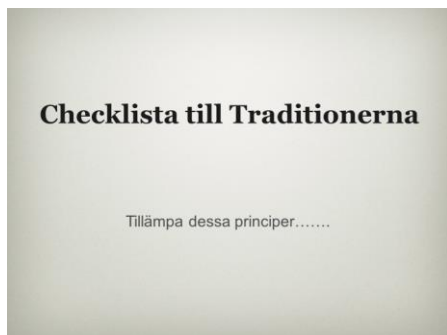 Checklista till Traditionerna
Tillämpa dessa principer.......